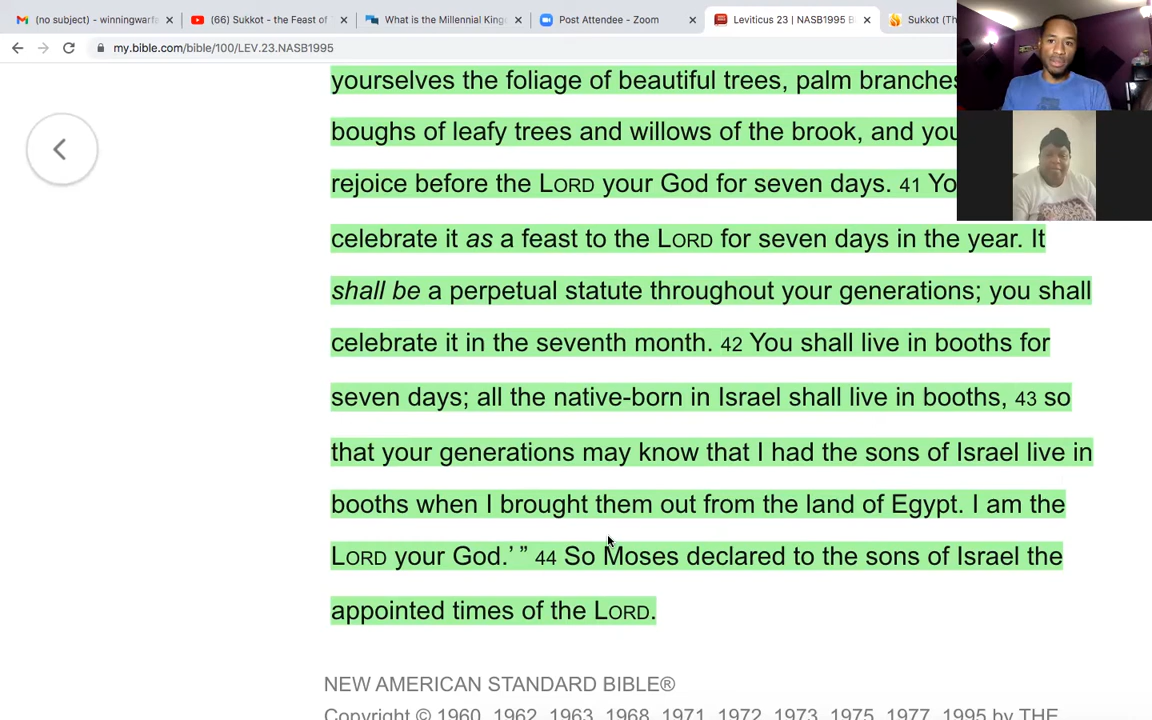 (no subject) - winningwarf
(66) Sukkot - the Feast of
What is the Millennial King
Post Attendee - Zoom
Leviticus 23 | NASB1995 B
Sukkot (Th
my.bible.com/bible/100/LEV.23.NASB1995
yourselves the foliage of beautiful trees, palm branches
boughs of leafy trees and willows of the brook, and you
rejoice before the LORD your God for seven days. 41 Yo
celebrate it as a feast to the LORD for seven days in the year. It
shall be a perpetual statute throughout your generations; you shall
celebrate it in the seventh month. 42 You shall live in booths for
seven days; all the native-born in Israel shall live in booths, 43 so
that your generations may know that I had the sons of Israel live in
booths when I brought them out from the land of Egypt. I am the
LORD your God.’ ” 44 So Moses declared to the sons of Israel the
appointed times of the LORD.
NEW AMERICAN STANDARD BIBLE®
Copyright © 1960, 1962, 1963, 1968, 1971, 1972, 1973, 1975, 1977, 1995 by THE